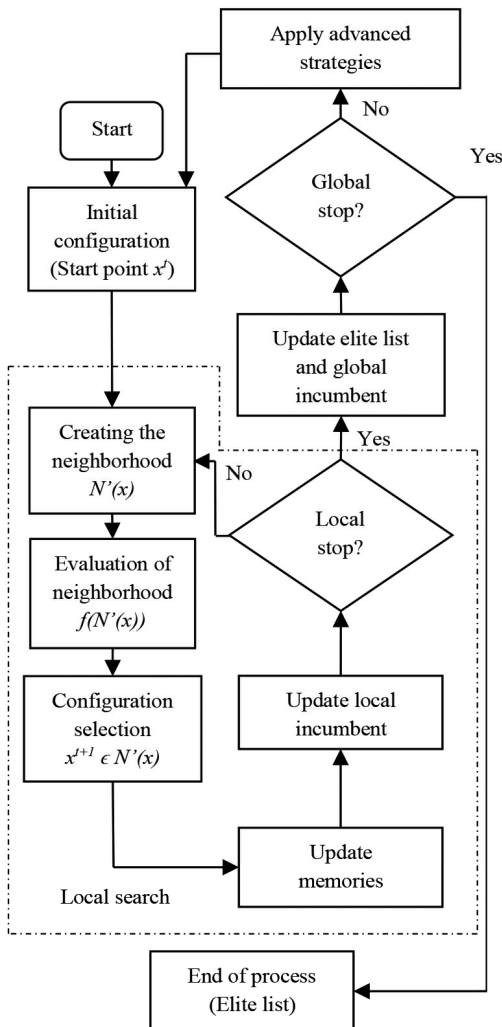 Apply advanced
strategies
No
Start
Yes
Global
stop?
Initial
configuration
(Start point x^t)
Update elite list
and global
incumbent
Yes
Creating the
neighborhood
N’(x)
No
Local
stop?
Evaluation of
neighborhood
f(N’(x))
Configuration
selection
x^{t+1} ϵ N’(x)
Update local
incumbent
Update
memories
Local search
End of process
(Elite list)